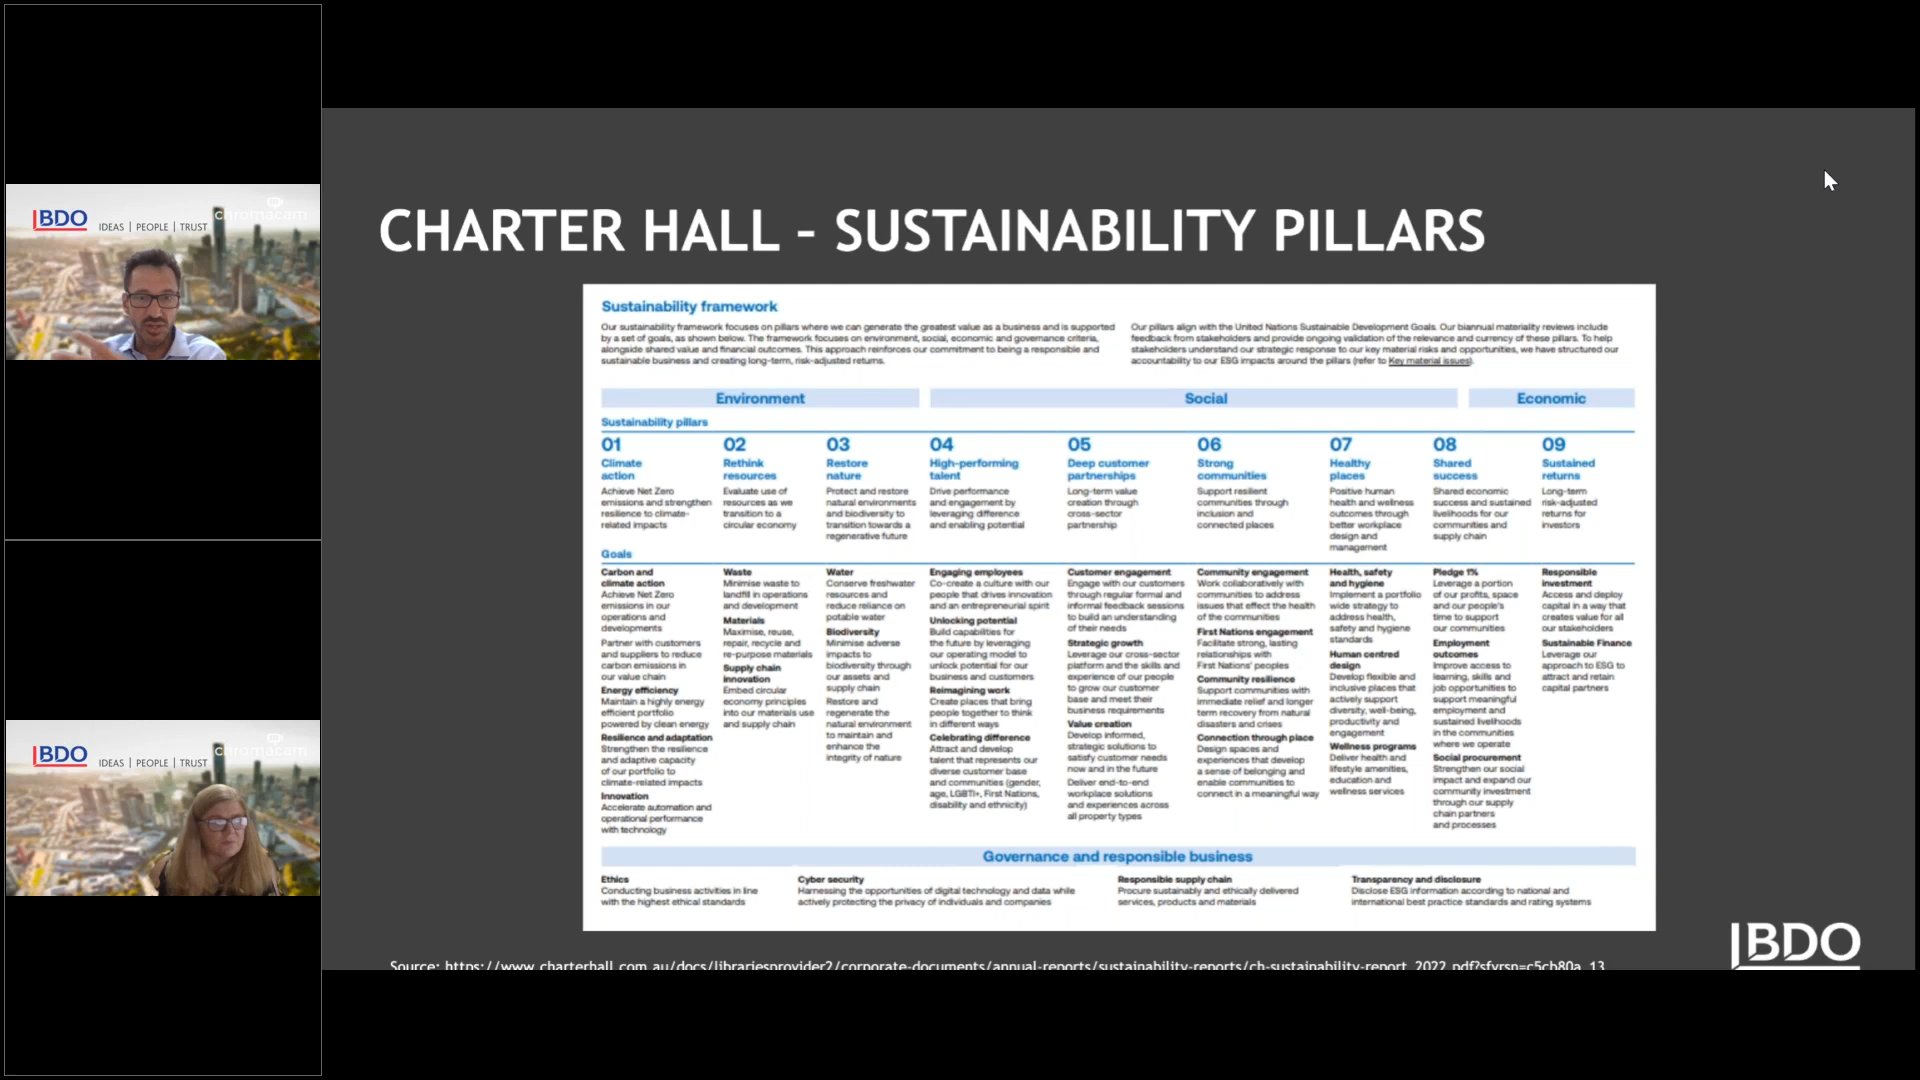 BDO
IDEAS | PEOPLE | TRUST
chromacam
BDO
IDEAS | PEOPLE | TRUST
chromacam
CHARTER HALL - SUSTAINABILITY PILLARS
Sustainability framework
Our sustainability framework focuses on pillars where we can generate the greatest value as a business and is supported
by a set of goals, as shown below. The framework focuses on environment, social, economic and governance criteria,
alongside shared value and financial outcomes. This approach reinforces our commitment to being a responsible and
sustainable business and creating long-term, risk-adjusted returns.
Our pillars align with the United Nations Sustainable Development Goals. Our biannual materiality reviews include
feedback from stakeholders and provide ongoing validation of the relevance and currency of these pillars. To help
stakeholders understand our strategic response to our key material risks and opportunities, we have structured our
accountability to our ESG impacts around the pillars (refer to Key material issues).
Environment
Social
Economic
Sustainability pillars
01
Climate
action
Achieve Net Zero
emissions and strengthen
resilience to climate-
related impacts
02
Rethink
resources
Evaluate use of
resources as we
transition to a
circular economy
03
Restore
nature
Protect and restore
natural environments
and biodiversity to
transition towards a
regenerative future
04
High-performing
talent
Drive performance
and engagement by
leveraging difference
and enabling potential
05
Deep customer
partnerships
Long-term value
creation through
cross-sector
partnership
06
Strong
communities
Support resilient
communities through
inclusion and
connected places
07
Healthy
places
Positive human
health and wellness
outcomes through
better workplace
design and
management
08
Shared
success
Shared economic
success and sustained
livelihoods for our
communities and
supply chain
09
Sustained
returns
Long-term
risk-adjusted
returns for
investors
Goals
Carbon and
climate action
Achieve Net Zero
emissions in our
operations and
developments
Partner with customers
and suppliers to reduce
carbon emissions in
our value chain
Energy efficiency
Maintain a highly energy
efficient portfolio
powered by clean energy
Resilience and adaptation
Strengthen the resilience
and adaptive capacity
of our portfolio to
climate-related impacts
Innovation
Accelerate automation and
operational performance
with technology
Waste
Minimise waste to
landfill in operations
and development
Materials
Maximise, reuse,
repair, recycle and
re-purpose materials
Supply chain
innovation
Embed circular
economy principles
into our materials use
and supply chain
Water
Conserve freshwater
resources and
reduce reliance on
potable water
Biodiversity
Minimise adverse
impacts to
biodiversity through
our assets and
supply chain
Restore and
regenerate the
natural environment
to maintain and
enhance the
integrity of nature
Engaging employees
Co-create a culture with our
people that drives innovation
and an entrepreneurial spirit
Unlocking potential
Build capabilities for
the future by leveraging
our operating model to
unlock potential for our
business and customers
Reimagining work
Create places that bring
people together to think
in different ways
Celebrating difference
Attract and develop
talent that represents our
diverse customer base
and communities (gender,
age, LGBTI+, First Nations,
disability and ethnicity)
Customer engagement
Engage with our customers
through regular formal and
informal feedback sessions
to build an understanding
of their needs
Strategic growth
Leverage our cross-sector
platform and the skills and
experience of our people
to grow our customer
base and meet their
business requirements
Value creation
Develop informed,
strategic solutions to
satisfy customer needs
now and in the future
Deliver end-to-end
workplace solutions
and experiences across
all property types
Community engagement
Work collaboratively with
communities to address
issues that effect the health
of the communities
First Nations engagement
Facilitate strong, lasting
relationships with
First Nations' peoples
Community resilience
Support communities with
immediate relief and longer
term recovery from natural
disasters and crises
Connection through place
Design spaces and
experiences that develop
a sense of belonging and
enable communities to
connect in a meaningful way
Health, safety
and hygiene
Implement a portfolio
wide strategy to
address health,
safety and hygiene
standards
Human centred
design
Develop flexible and
inclusive places that
actively support
diversity, well-being,
productivity and
engagement
Wellness programs
Deliver health and
lifestyle amenities,
education and
wellness services
Pledge 1%
Leverage a portion
of our profits, space
and our people's
time to support
our communities
Employment
outcomes
Improve access to
learning, skills and
job opportunities to
support meaningful
employment and
sustained livelihoods
in the communities
where we operate
Social procurement
Strengthen our social
impact and expand our
community investment
through our supply
chain partners
and processes
Responsible
investment
Access and deploy
capital in a way that
creates value for all
our stakeholders
Sustainable Finance
Leverage our
approach to ESG to
attract and retain
capital partners
Governance and responsible business
Ethics
Conducting business activities in line
with the highest ethical standards
Cyber security
Harnessing the opportunities of digital technology and data while
actively protecting the privacy of individuals and companies
Responsible supply chain
Procure sustainably and ethically delivered
services, products and materials
Transparency and disclosure
Disclose ESG information according to national and
international best practice standards and rating systems
Source: https://www.charterhall.com.au/docs/librariesprovider2/corporate-documents/annual-reports/sustainability-reports/ch-sustainability-report_2022.pdf?sfvrsn=c5cb80a_13
BDO